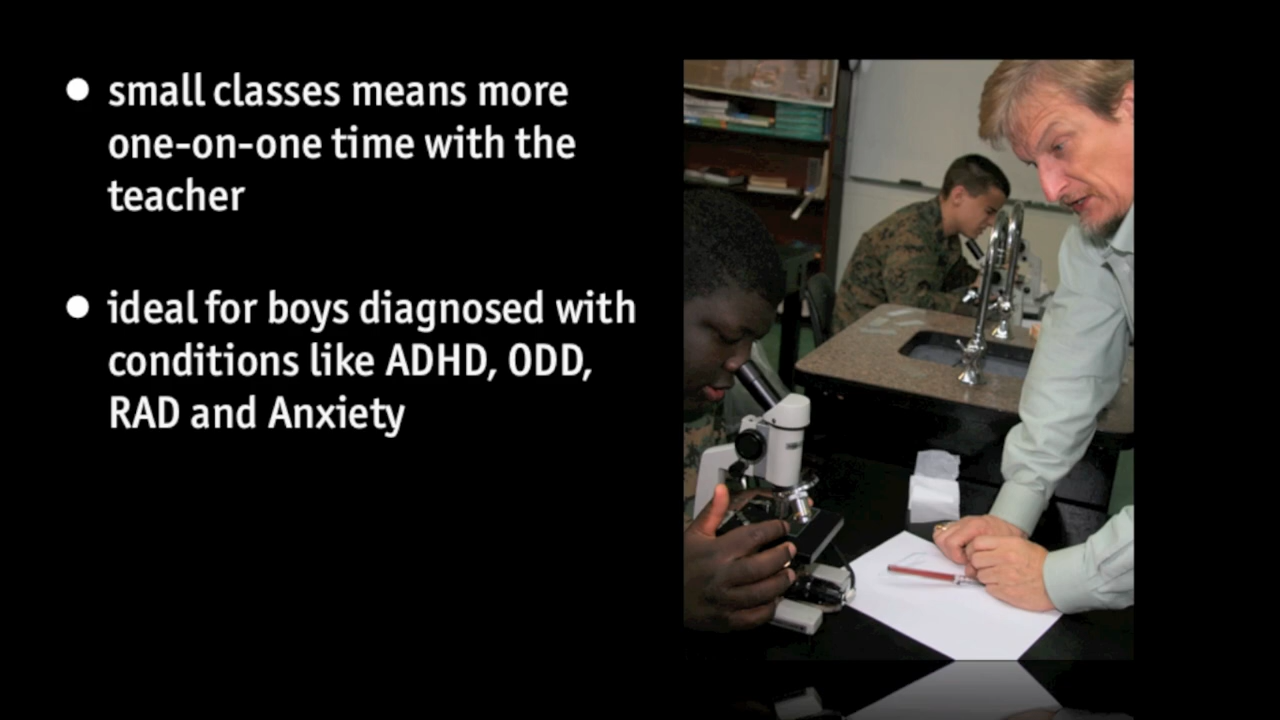 small classes means more
one-on-one time with the
teacher
ideal for boys diagnosed with
conditions like ADHD, ODD,
RAD and Anxiety